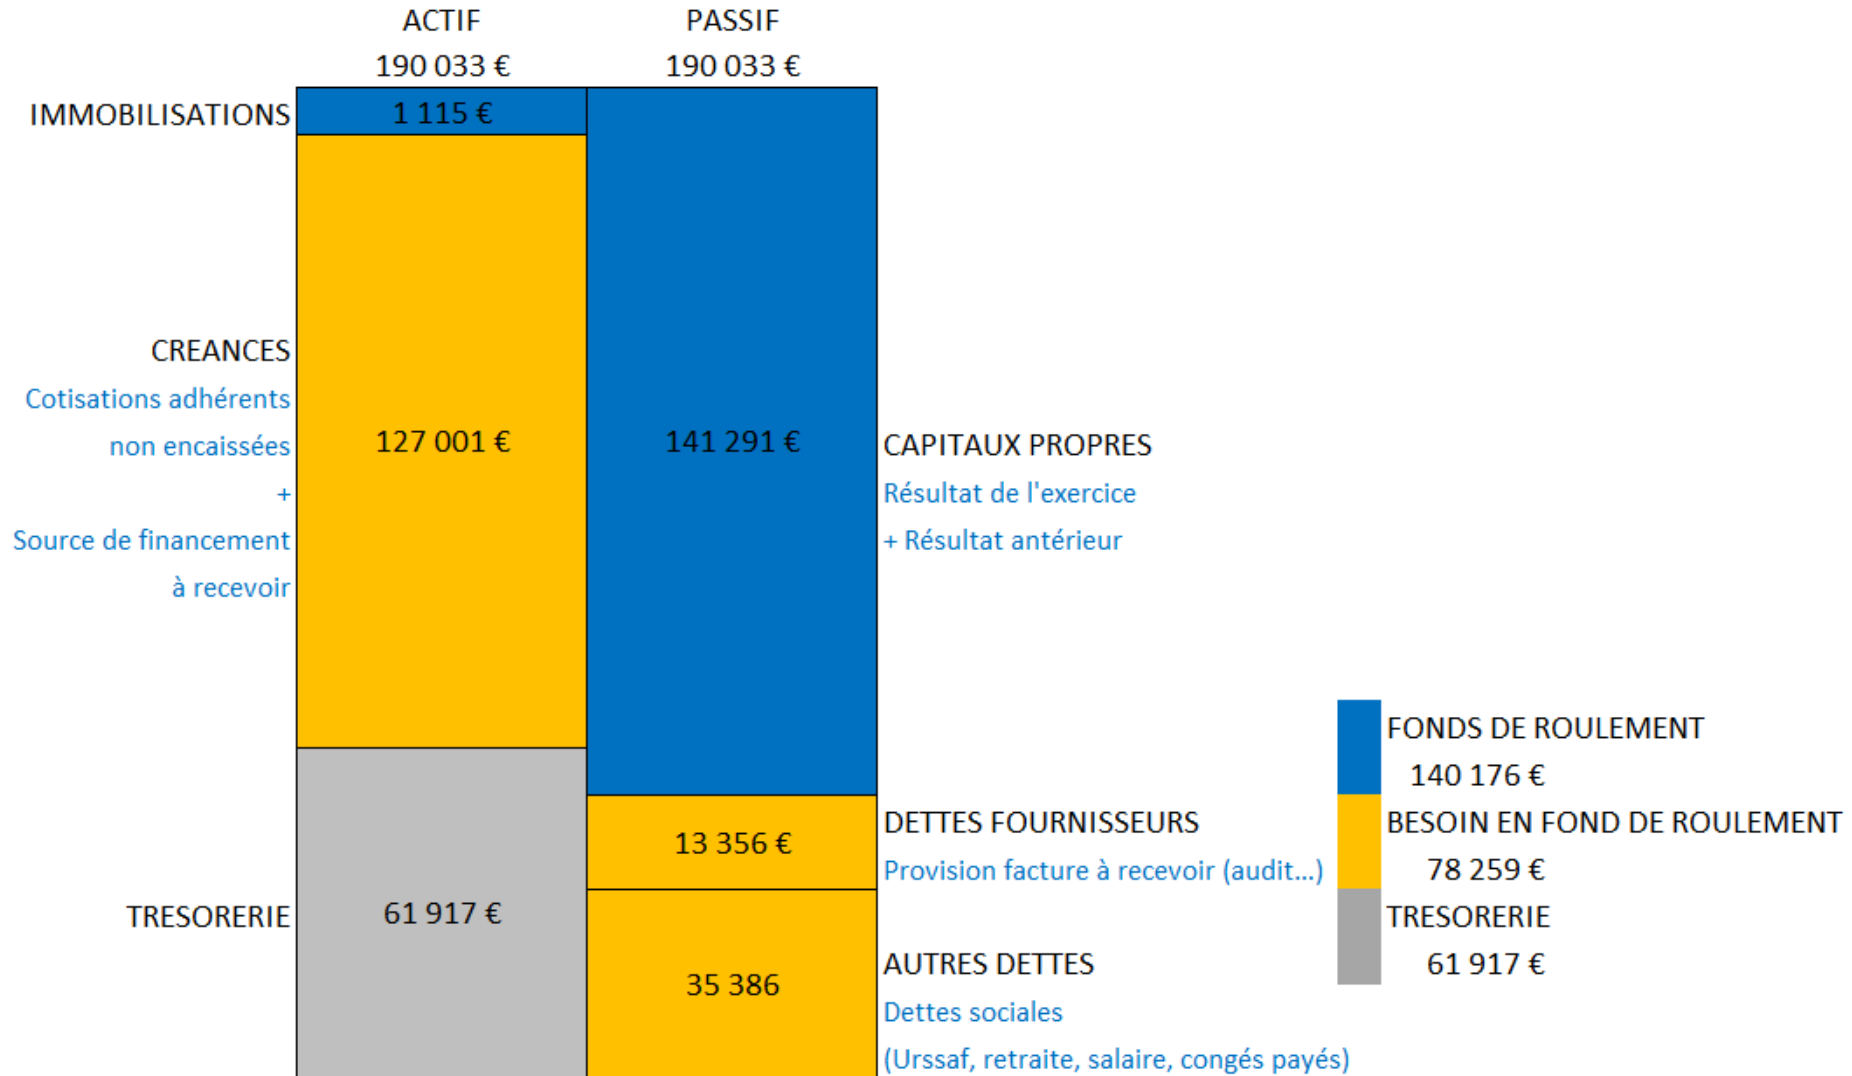 ACTIF
PASSIF
190 033 €
190 033 €
IMMOBILISATIONS
1 115 €
CREANCES
Cotisations adhérents
non encaissées
+
Source de financement
à recevoir
127 001 €
141 291 €
CAPITAUX PROPRES
Résultat de l'exercice
+ Résultat antérieur
FONDS DE ROULEMENT
140 176 €
BESOIN EN FOND DE ROULEMENT
78 259 €
TRESORERIE
61 917 €
13 356 €
DETTES FOURNISSEURS
Provision facture à recevoir (audit...)
TRESORERIE
61 917 €
35 386
AUTRES DETTES
Dettes sociales
(Urssaf, retraite, salaire, congés payés)